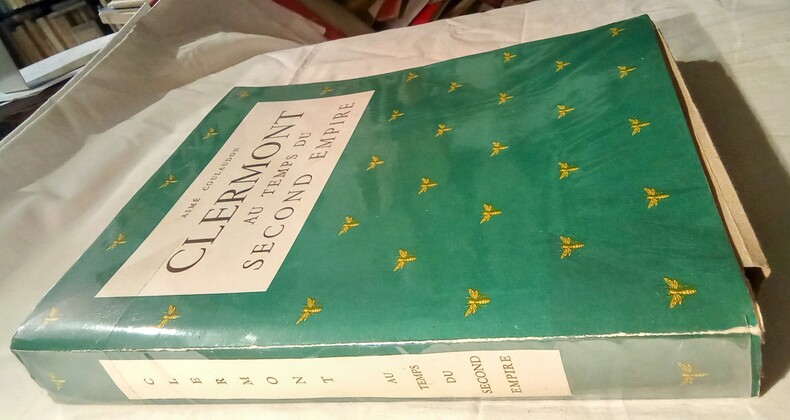 AIMÉ COULAUDON
CLERMONT
AU TEMPS DU
SECOND EMPIRE
CLERMONT
AU
TEMPS
DU
SECOND
EMPIRE